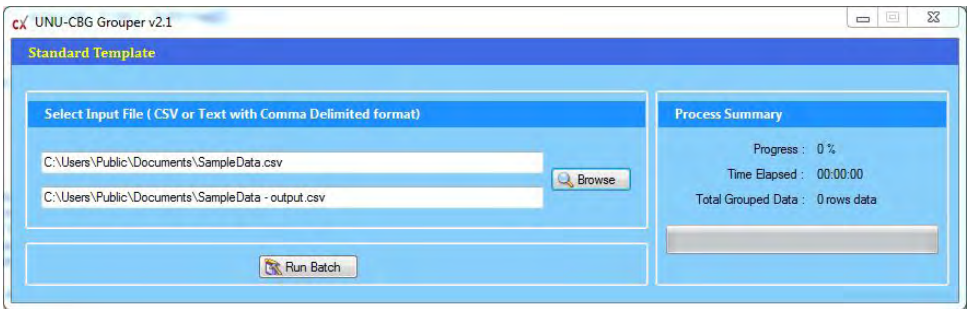 UNU-CBG Grouper v2.1
Standard Template
Select Input File ( CSV or Text with Comma Delimited format)
C:\Users\Public\Documents\SampleData.csv
C:\Users\Public\Documents\SampleData - output.csv
Browse
Run Batch
Process Summary
Progress : 0 %
Time Elapsed : 00:00:00
Total Grouped Data : 0 rows data